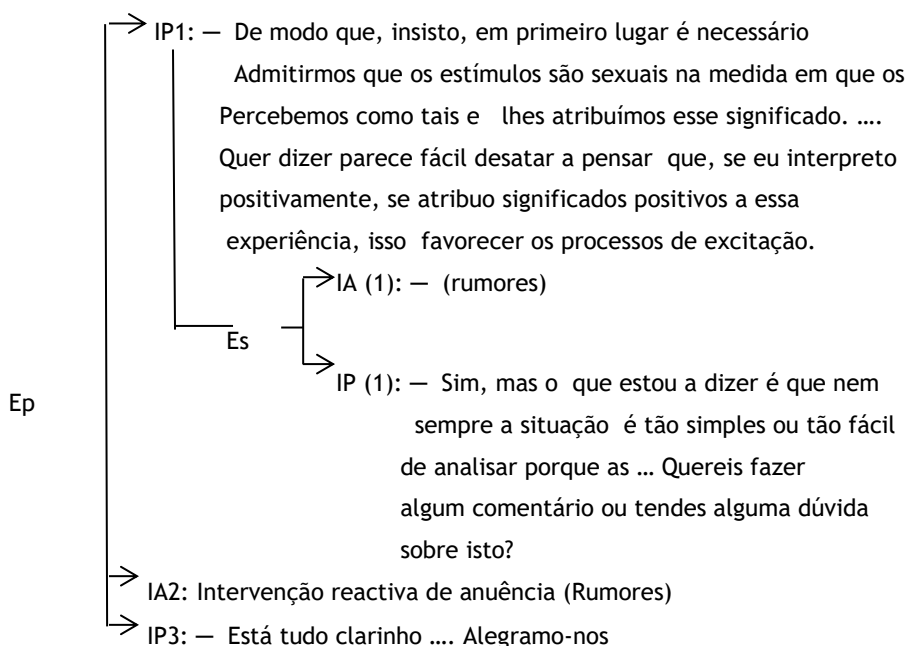 IP1: — De modo que, insisto, em primeiro lugar é necessário
Admitirmos que os estímulos são sexuais na medida em que os
Percebemos como tais e lhes atribuímos esse significado. ….
Quer dizer parece fácil desatar a pensar que, se eu interpreto
positivamente, se atribuo significados positivos a essa
experiência, isso favorecer os processos de excitação.
IA (1): — (rumores)
Es
IP (1): — Sim, mas o que estou a dizer é que nem
sempre a situação é tão simples ou tão fácil
de analisar porque as … Quereis fazer
algum comentário ou tendes alguma dúvida
sobre isto?
Ep
IA2: Intervenção reactiva de anuência (Rumores)
IP3: — Está tudo clarinho …. Alegramo-nos